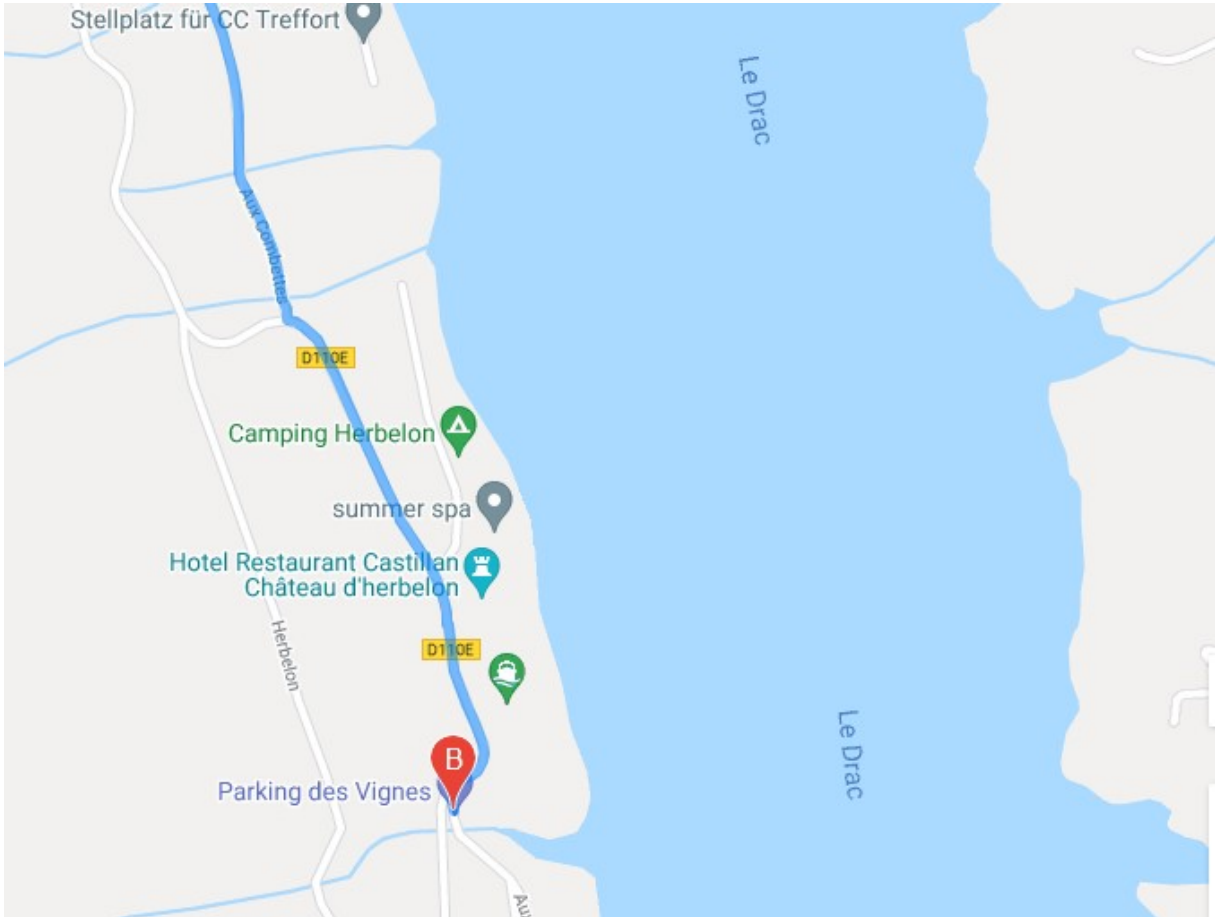 Stellplatz für CC Treffort
Le Drac
Aux Combettes
D110E
Camping Herbelon
summer spa
Hotel Restaurant Castillan
Château d'herbelon
Herbelon
D110E
Le Drac
B
Parking des Vignes